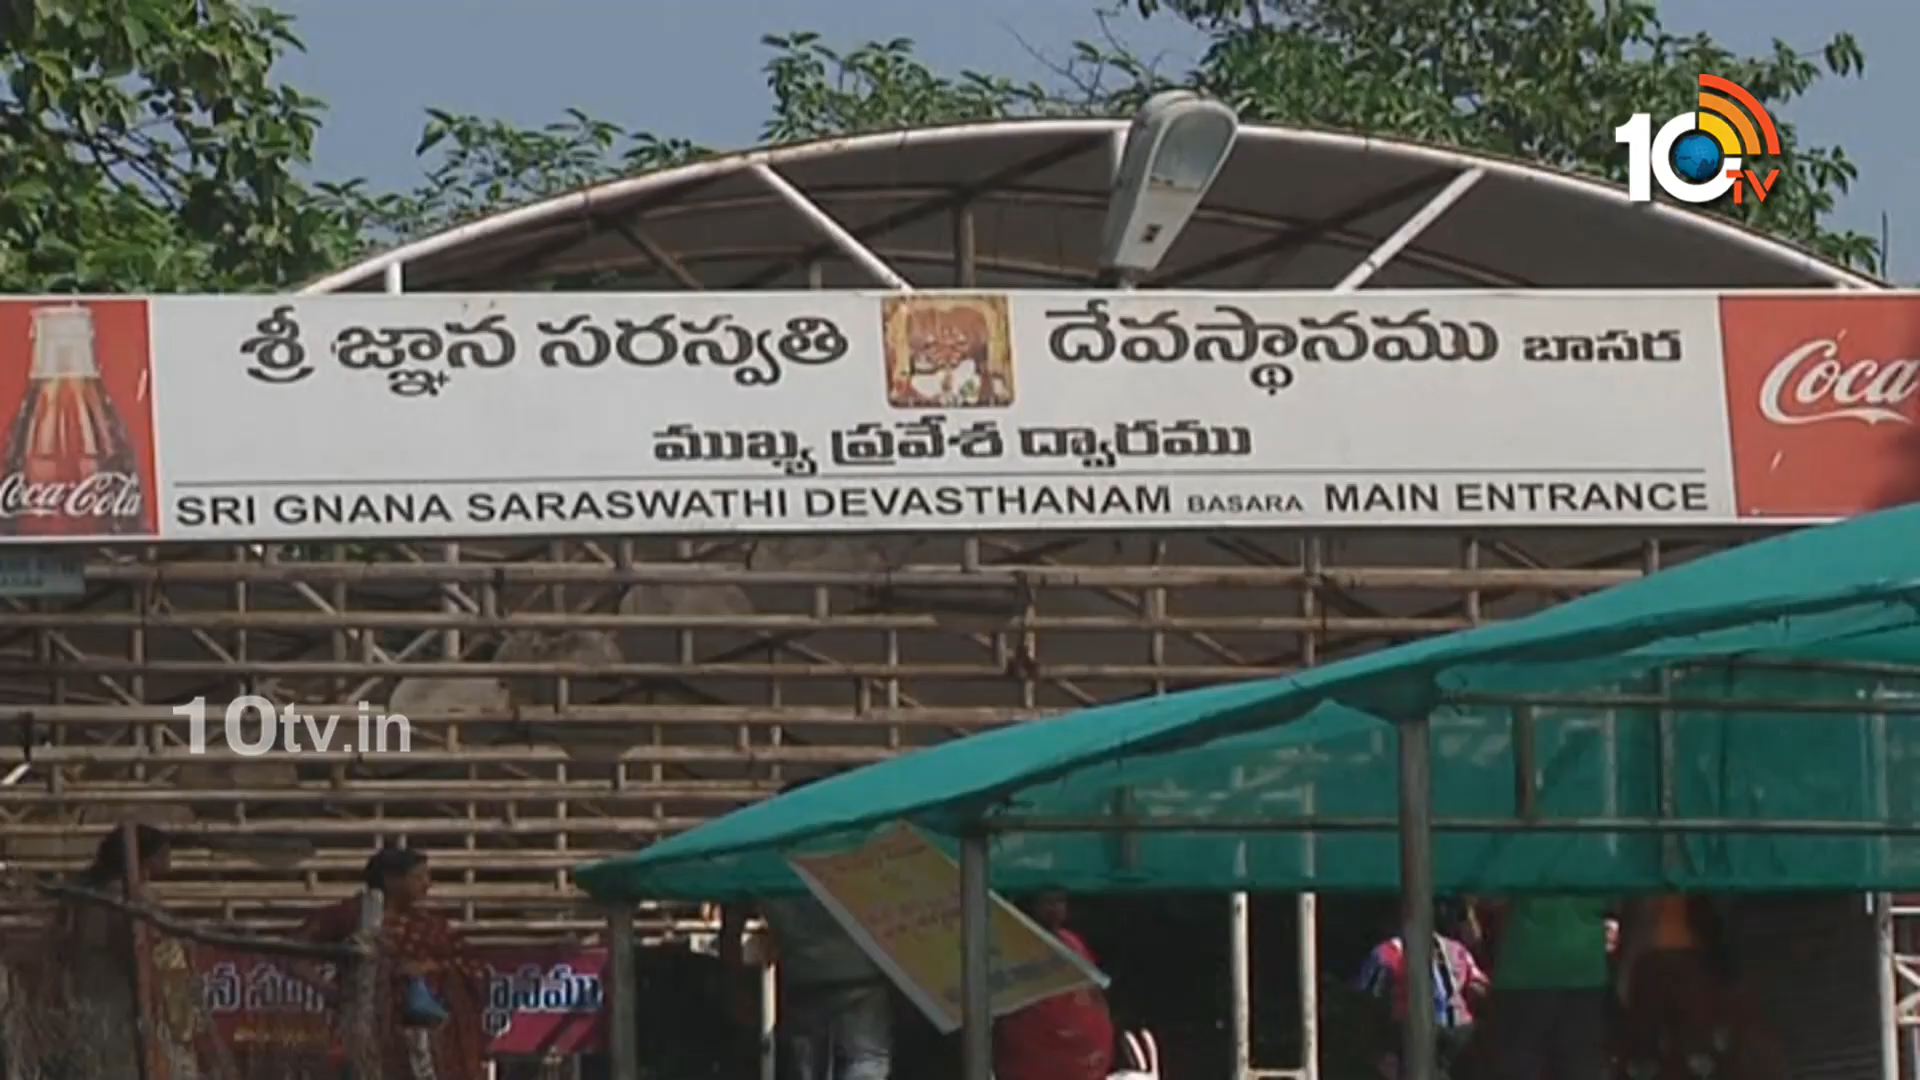 10TV
శ్రీ జ్ఞాన సరస్వతి దేవస్థానము బాసర
ముఖ్య ప్రవేశ ద్వారము
SRI GNANA SARASWATHI DEVASTHANAM BASARA MAIN ENTRANCE
Coca-Cola
Coca
10tv.in